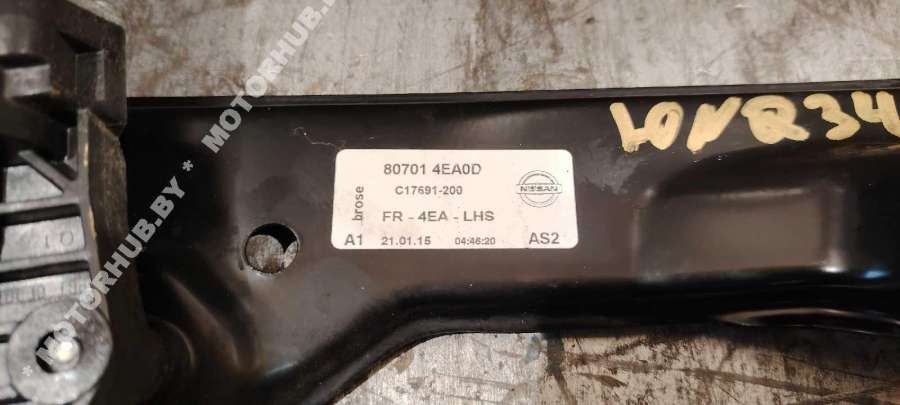 80701 4EA0D
C17691-200
brose
NISSAN
FR - 4EA - LHS
A1 21.01.15 04:46:20 AS2
* MOTORHUB.BY * MOTORHUB.BY *